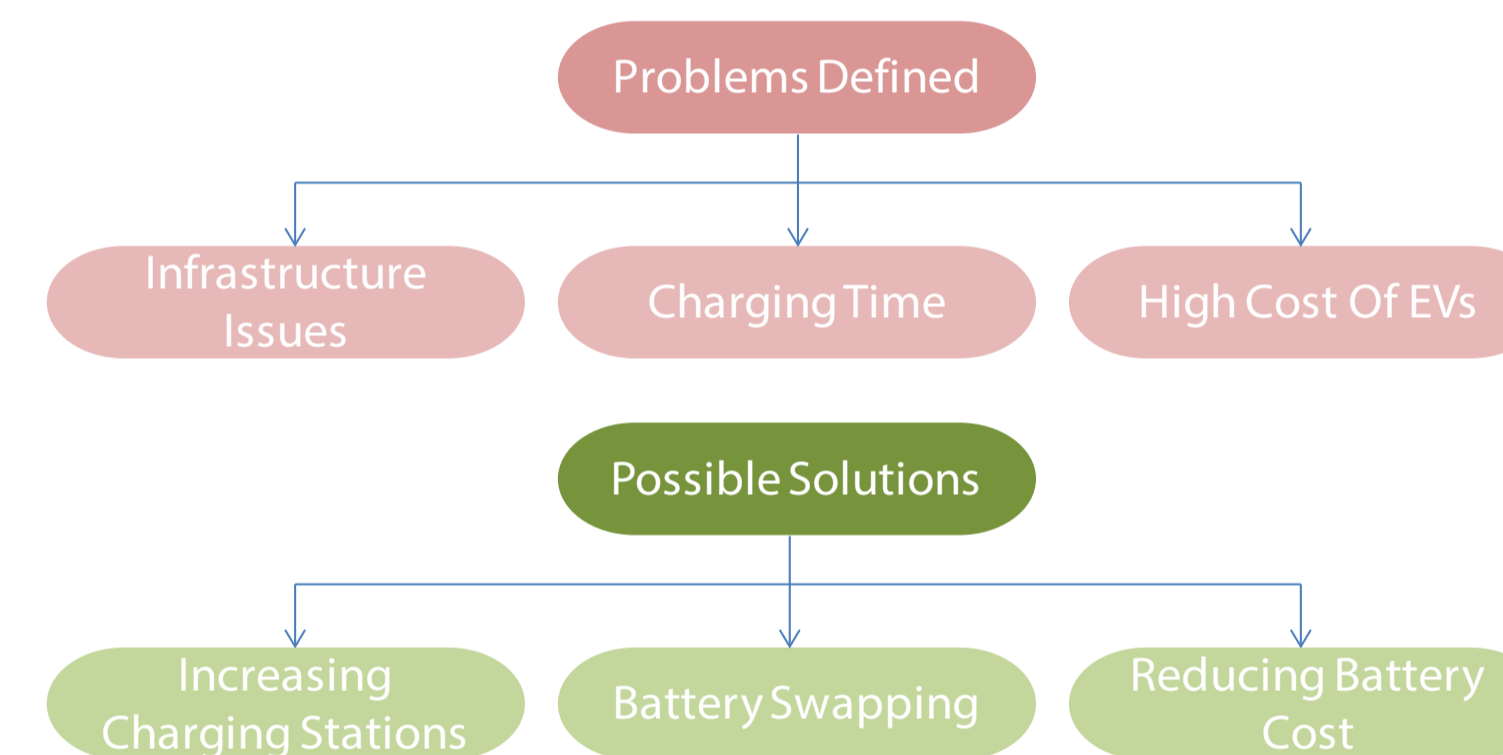 Problems Defined
Infrastructure
Issues
Charging Time
High Cost Of EVs
Possible Solutions
Increasing
Charging Stations
Battery Swapping
Reducing Battery
Cost